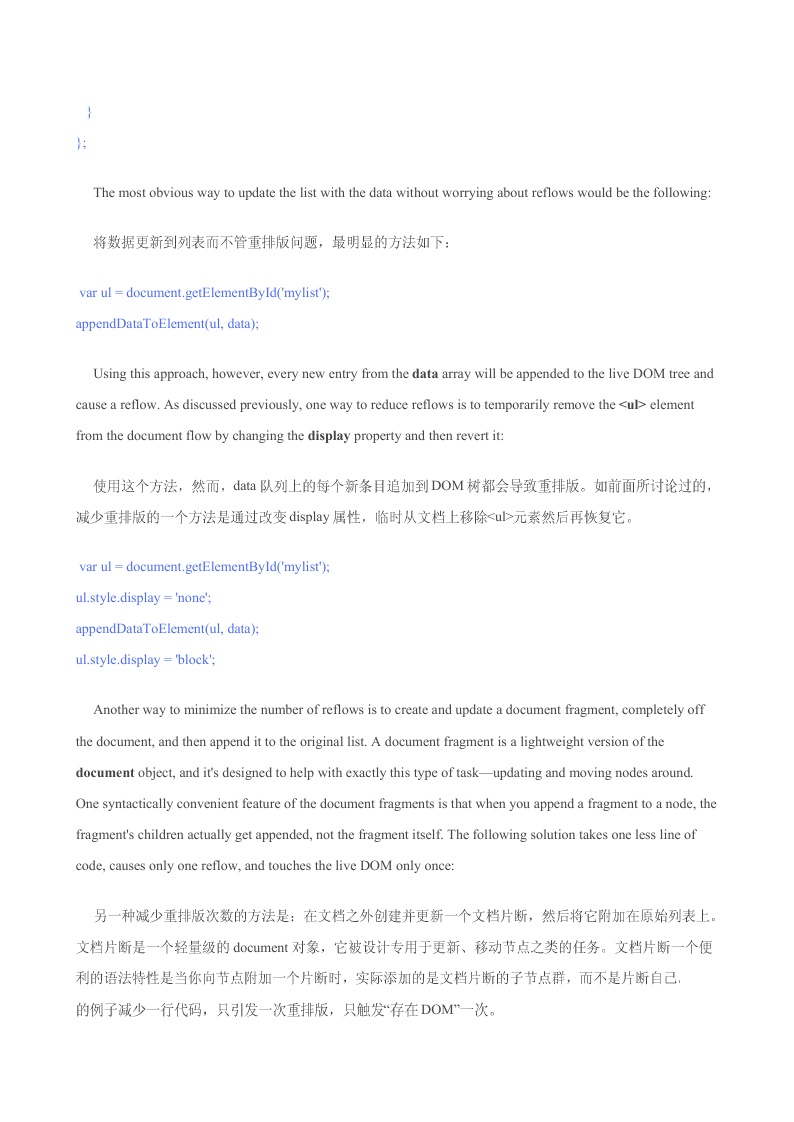 }
};
The most obvious way to update the list with the data without worrying about reflows would be the following:
将数据更新到列表而不管重排版问题，最明显的方法如下：
var ul = document.getElementById('mylist');
appendDataToElement(ul, data);
Using this approach, however, every new entry from the data array will be appended to the live DOM tree and
cause a reflow. As discussed previously, one way to reduce reflows is to temporarily remove the <ul> element
from the document flow by changing the display property and then revert it:
使用这个方法，然而，data 队列上的每个新条目追加到 DOM 树都会导致重排版。如前面所讨论过的，
减少重排版的一个方法是通过改变 display 属性，临时从文档上移除<ul>元素然后再恢复它。
var ul = document.getElementById('mylist');
ul.style.display = 'none';
appendDataToElement(ul, data);
ul.style.display = 'block';
Another way to minimize the number of reflows is to create and update a document fragment, completely off
the document, and then append it to the original list. A document fragment is a lightweight version of the
document object, and it's designed to help with exactly this type of task—updating and moving nodes around.
One syntactically convenient feature of the document fragments is that when you append a fragment to a node, the
fragment's children actually get appended, not the fragment itself. The following solution takes one less line of
code, causes only one reflow, and touches the live DOM only once:
另一种减少重排版次数的方法是：在文档之外创建并更新一个文档片断，然后将它附加在原始列表上。
文档片断是一个轻量级的 document 对象，它被设计专用于更新、移动节点之类的任务。文档片断一个便
利的语法特性是当你向节点附加一个片断时，实际添加的是文档片断的子节点群，而不是片断自己.
的例子减少一行代码，只引发一次重排版，只触发“存在 DOM”一次。